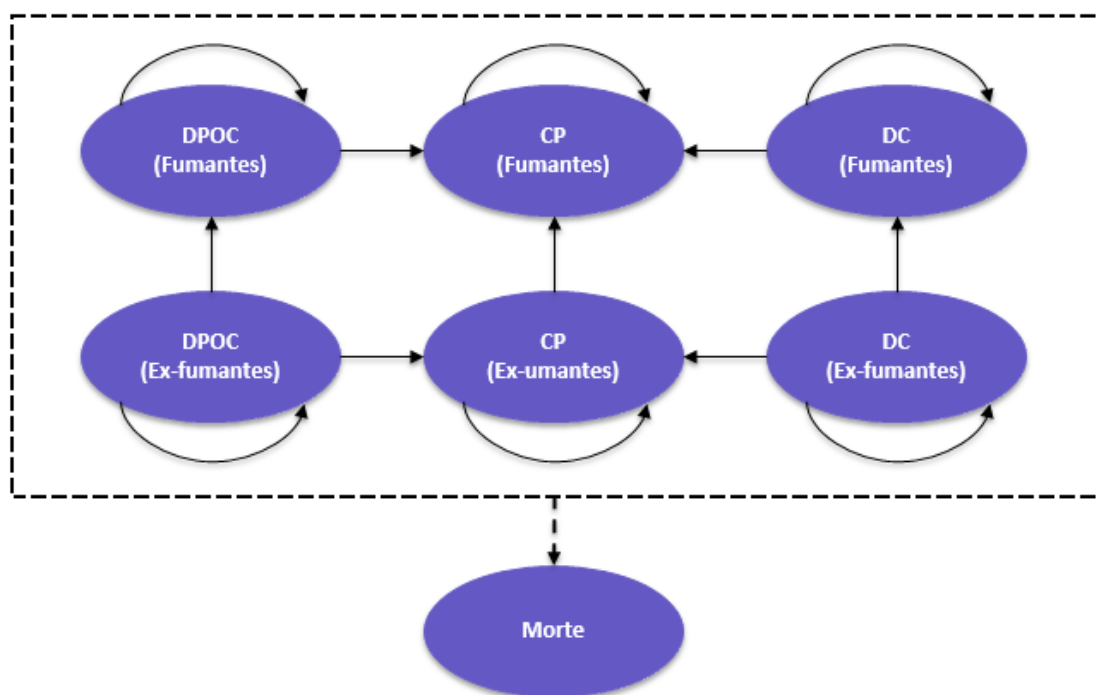 DPOC
(Fumantes)
CP
(Fumantes)
DC
(Fumantes)
DPOC
(Ex-fumantes)
CP
(Ex-umantes)
DC
(Ex-fumantes)
Morte